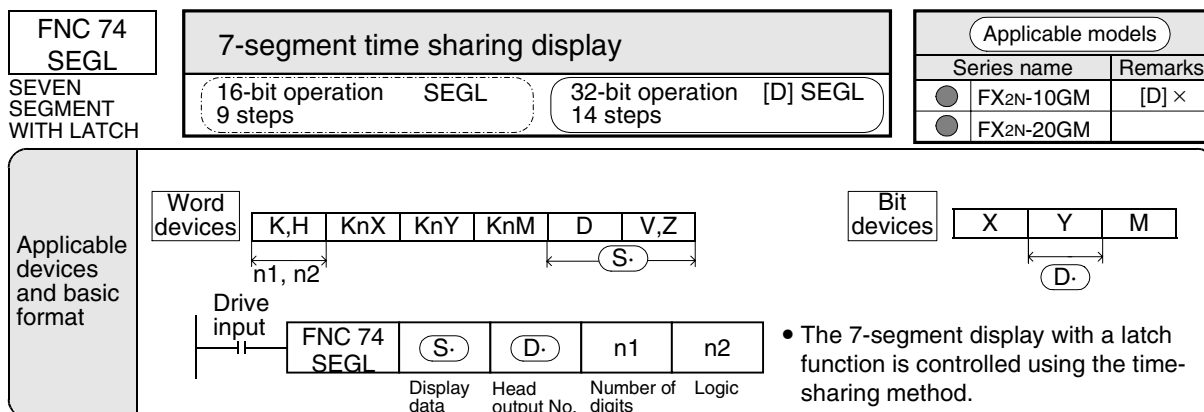 FNC 74
SEGL
SEVEN
SEGMENT
WITH LATCH
7-segment time sharing display
16-bit operation SEGL
9 steps
32-bit operation [D] SEGL
14 steps
Applicable models
Series name Remarks
FX2N-10GM [D] ×
FX2N-20GM
Applicable
devices
and basic
format
Word
devices
K,H KnX KnY KnM D V,Z
n1, n2
S·
Bit
devices
X Y M
D·
Drive
input
FNC 74
SEGL
S· D· n1 n2
Display
data
Head
output No.
Number of
digits
Logic
• The 7-segment display with a latch
function is controlled using the time-
sharing method.